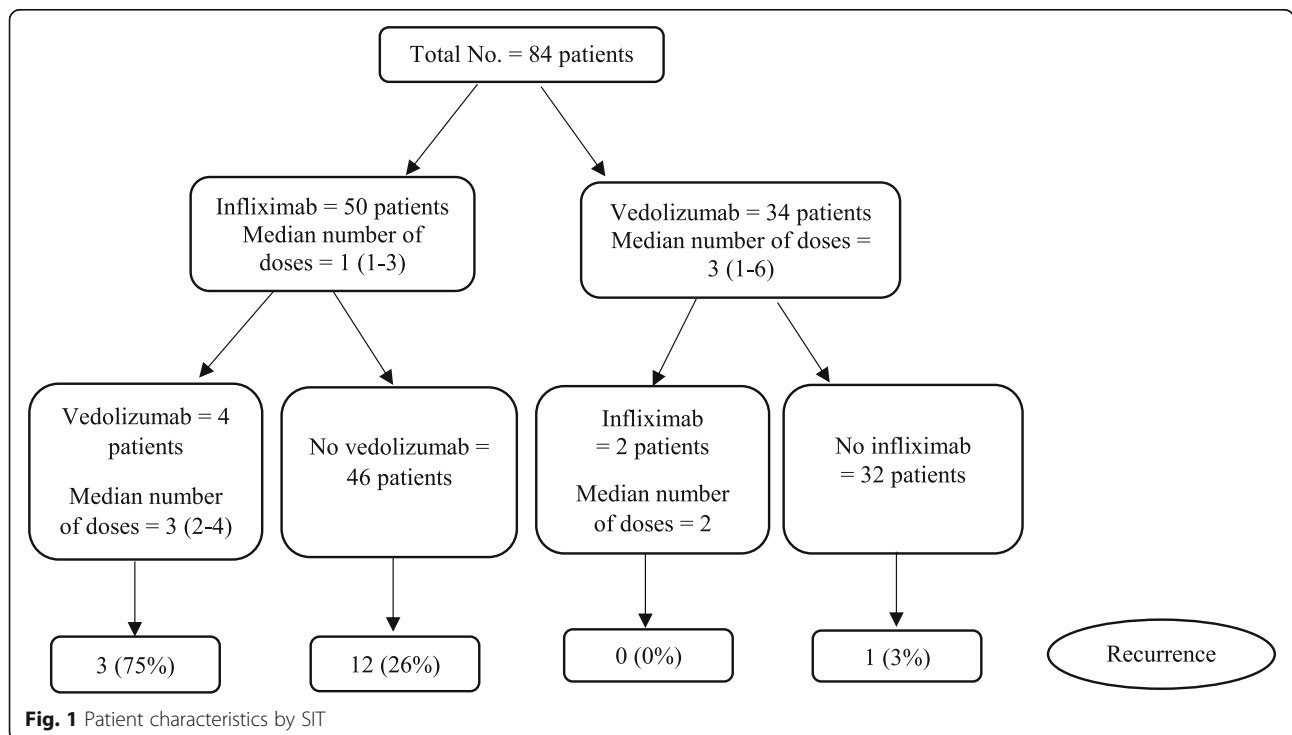 Total No. = 84 patients
Infliximab = 50 patients
Median number of
doses = 1 (1-3)
Vedolizumab = 34 patients
Median number of doses =
3 (1-6)
Vedolizumab = 4
patients
Median number
of doses = 3 (2-4)
No vedolizumab =
46 patients
Infliximab
= 2 patients
Median number
of doses = 2
No infliximab
= 32 patients
3 (75%)
12 (26%)
0 (0%)
1 (3%)
Recurrence
Fig. 1 Patient characteristics by SIT